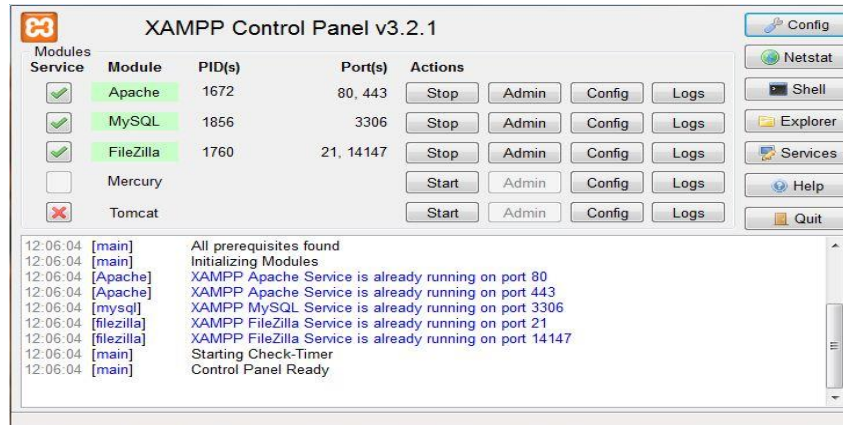 XAMPP Control Panel v3.2.1
Config
Modules
Netstat
Service Module PID(s) Port(s) Actions
Apache 1672 80, 443 Stop Admin Config Logs
Shell
MySQL 1856 3306 Stop Admin Config Logs
Explorer
FileZilla 1760 21, 14147 Stop Admin Config Logs
Services
Mercury Start Admin Config Logs
Help
Tomcat Start Admin Config Logs
Quit
12:06:04 [main] All prerequisites found
12:06:04 [main] Initializing Modules
12:06:04 [Apache] XAMPP Apache Service is already running on port 80
12:06:04 [Apache] XAMPP Apache Service is already running on port 443
12:06:04 [mysql] XAMPP MySQL Service is already running on port 3306
12:06:04 [filezilla] XAMPP FileZilla Service is already running on port 21
12:06:04 [filezilla] XAMPP FileZilla Service is already running on port 14147
12:06:04 [main] Starting Check-Timer
12:06:04 [main] Control Panel Ready